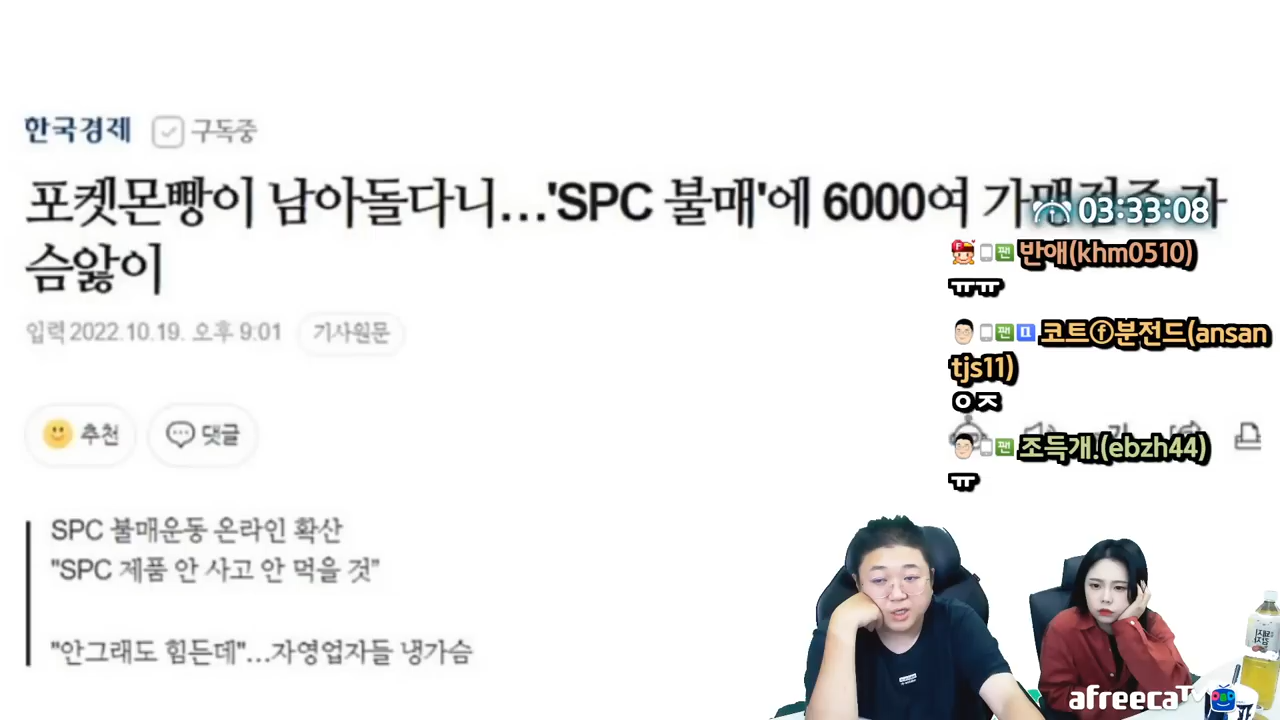 한국경제 구독중
포켓몬빵이 남아돌다니...'SPC 불매'에 6000여 가맹점주 가
슴앓이
03:33:08
입력 2022.10.19. 오후 9:01 기사원문
추천 댓글
SPC 불매운동 온라인 확산
"SPC 제품 안 사고 안 먹을 것"
"안그래도 힘든데"...자영업자들 냉가슴
F 팬 반애(khm0510)
ㅠㅠ
팬 n 코트ⓕ분전드(ansan
tjs11)
ㅇㅈ
가
팬 조득개.(ebzh44)
ㅠ
afreecaTV